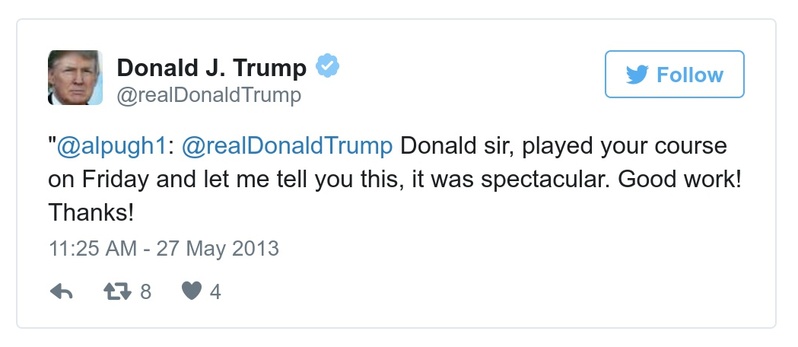 Donald J. Trump
@realDonaldTrump
Follow
"@alpugh1: @realDonaldTrump Donald sir, played your course
on Friday and let me tell you this, it was spectacular. Good work!
Thanks!
11:25 AM - 27 May 2013
8 4